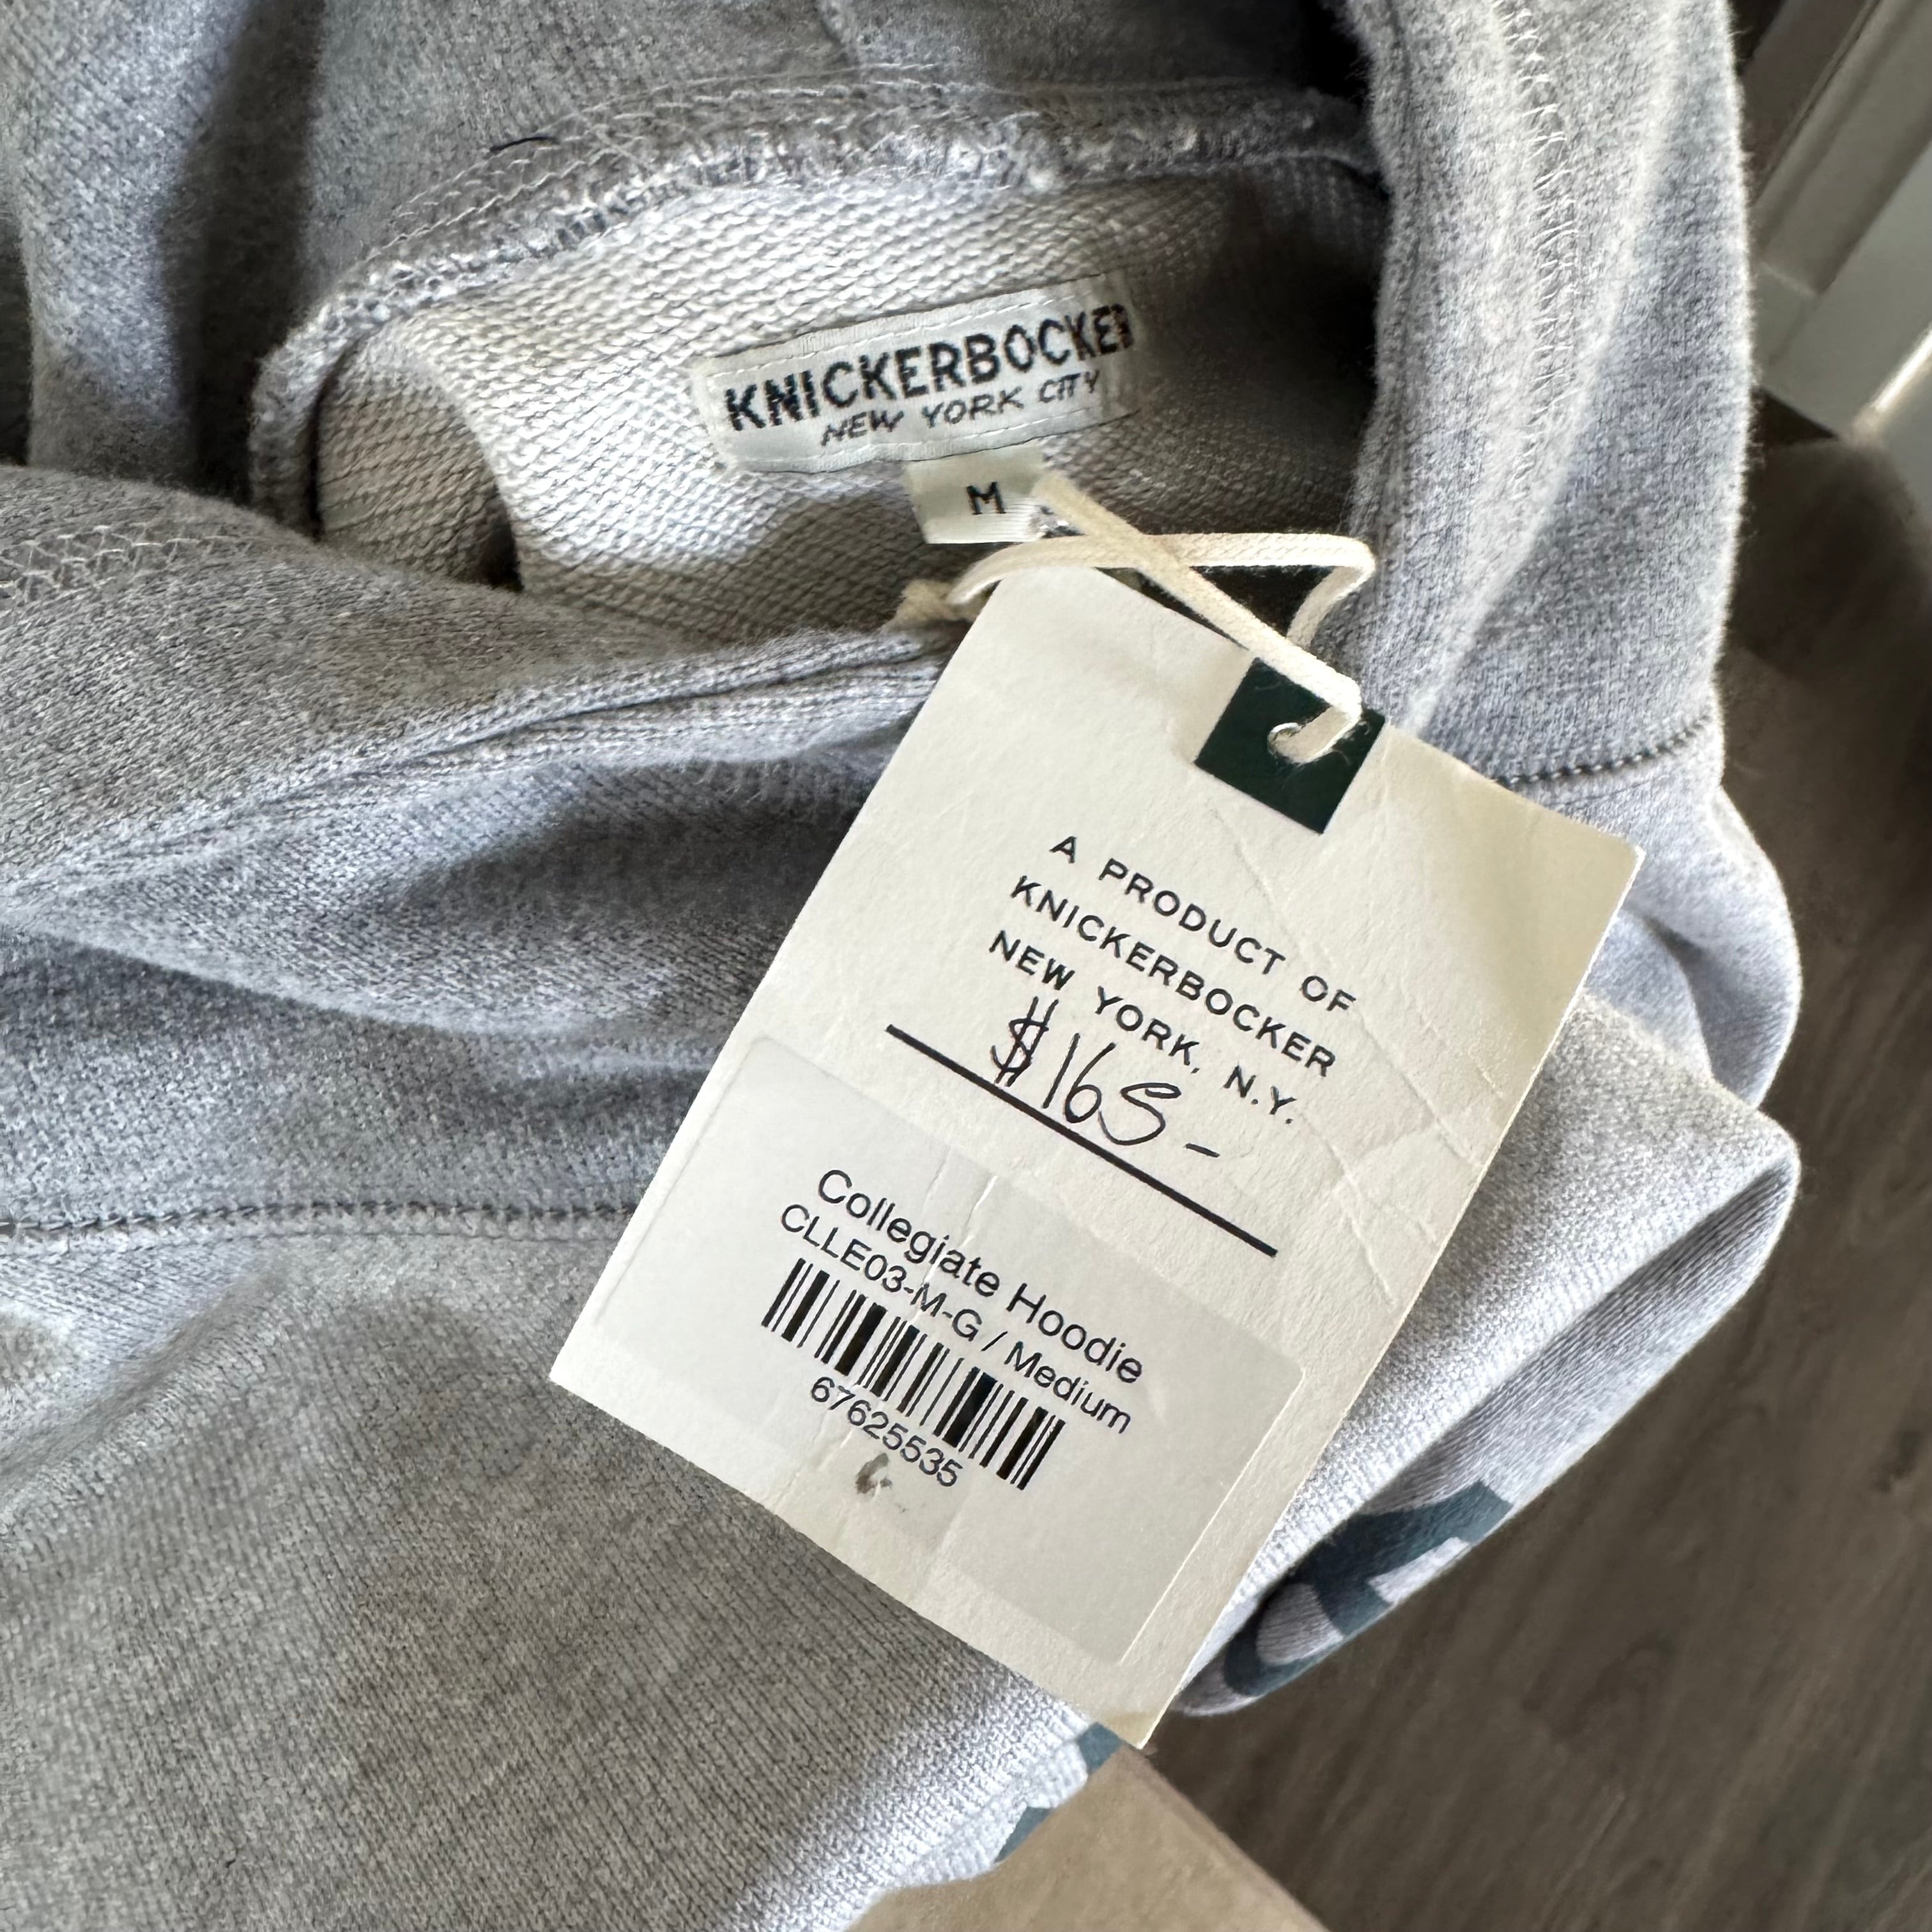 KNICKERBOCKER
NEW YORK CITY
M
A PRODUCT OF
KNICKERBOCKER
NEW YORK, N.Y.
$165-
Collegiate Hoodie
CLLE03-M-G / Medium
67625535